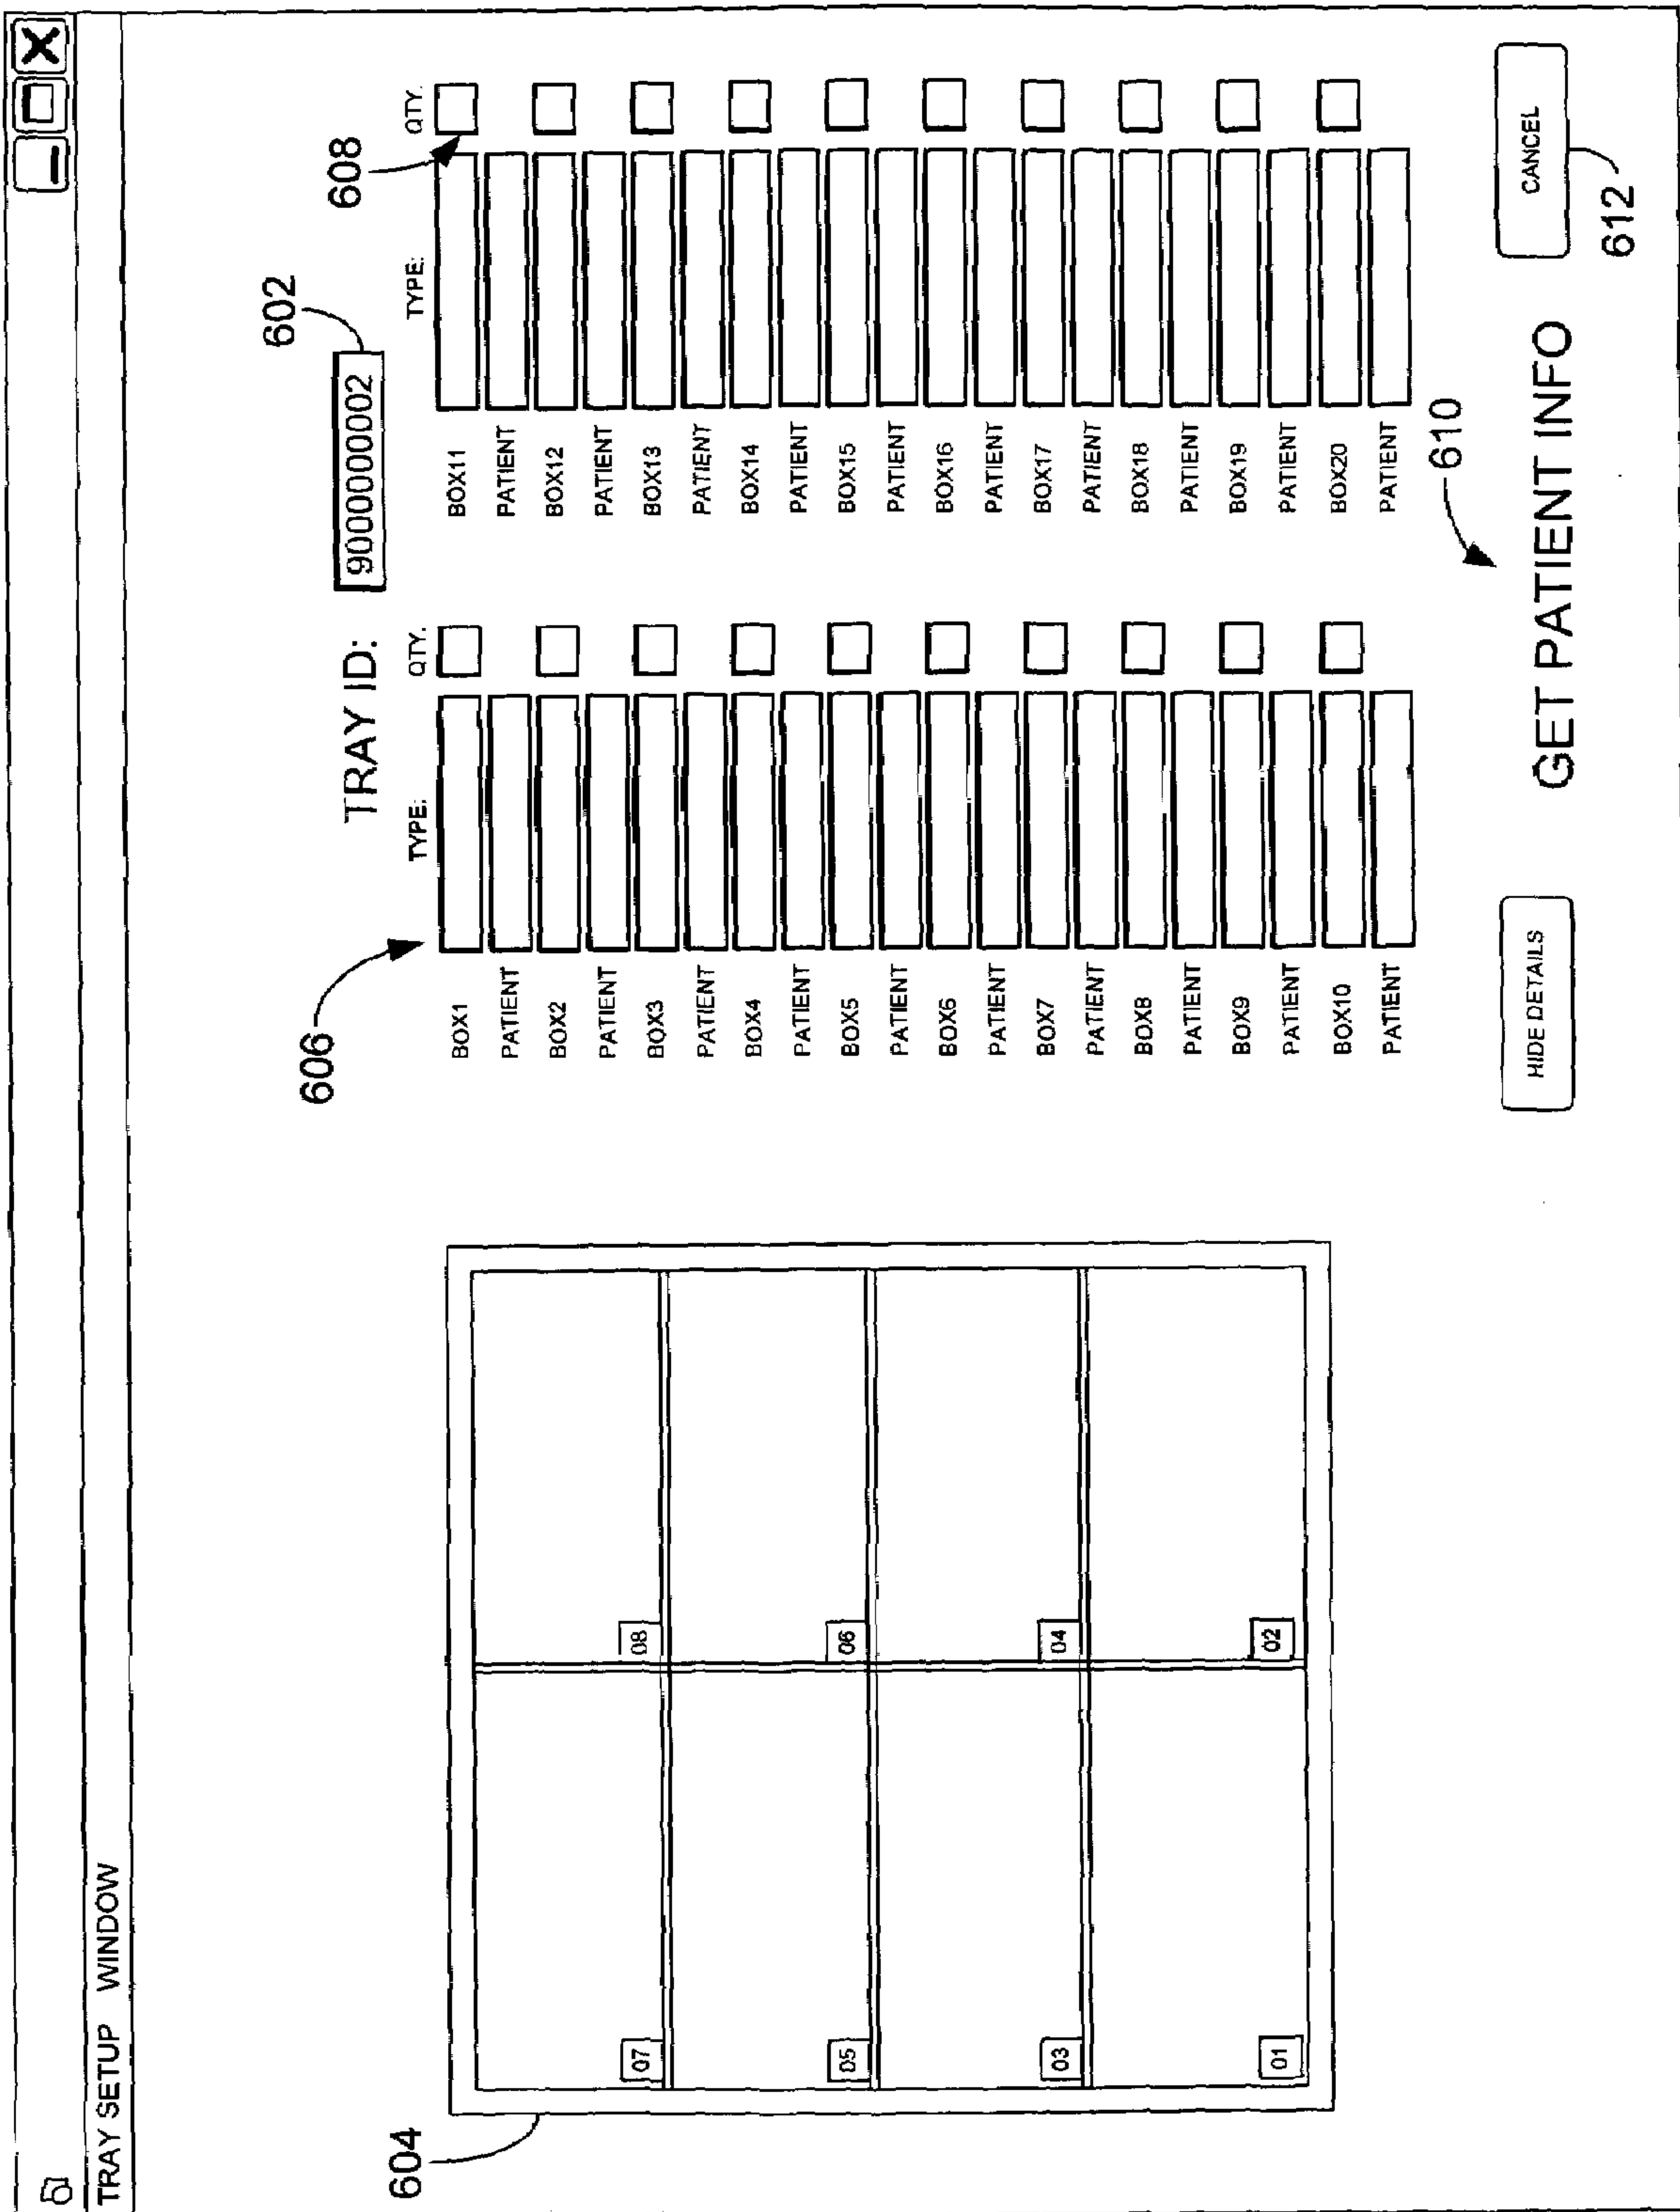 TRAY SETUP WINDOW
602
606
TRAY ID: 9000000002
608
604
TYPE: QTY. TYPE: QTY.
BOX1 BOX11
PATIENT PATIENT
BOX2 BOX12
PATIENT PATIENT
BOX3 BOX13
PATIENT PATIENT
BOX4 BOX14
PATIENT PATIENT
BOX5 BOX15
PATIENT PATIENT
BOX6 BOX16
PATIENT PATIENT
BOX7 BOX17
PATIENT PATIENT
BOX8 BOX18
PATIENT PATIENT
BOX9 BOX19
PATIENT PATIENT
BOX10 BOX20
PATIENT PATIENT
07 08
05 06
03 04
01 02
610
HIDE DETAILS GET PATIENT INFO CANCEL
612